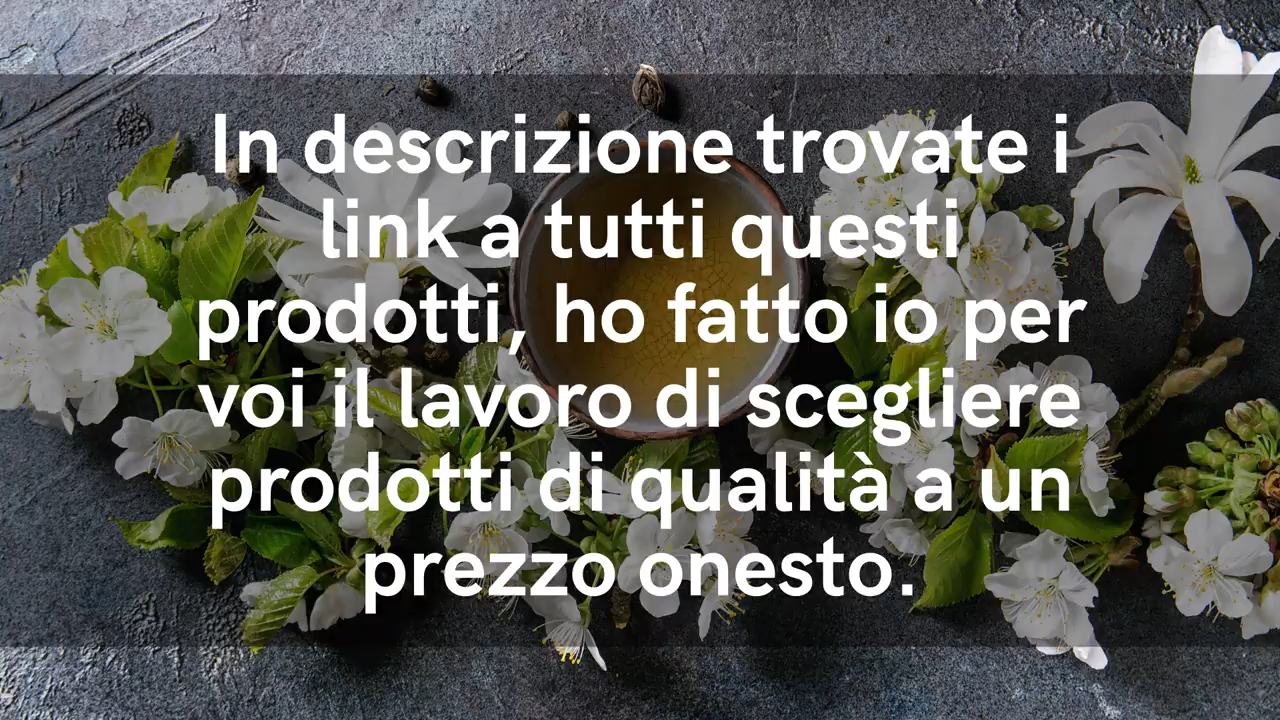 In descrizione trovate i
link a tutti questi
prodotti, ho fatto io per
voi il lavoro di scegliere
prodotti di qualità a un
prezzo onesto.